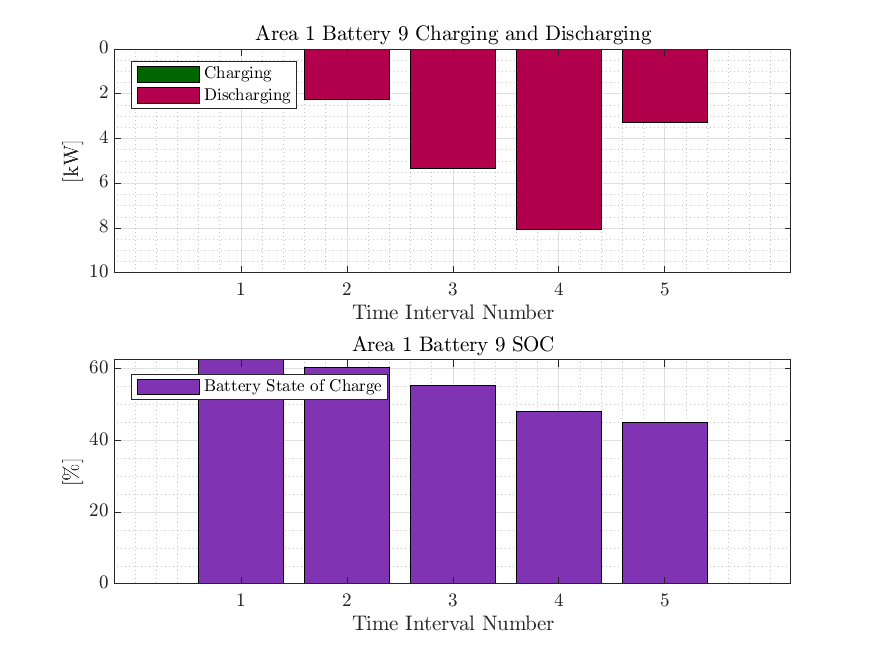 Area 1 Battery 9 Charging and Discharging
0
Charging
2
Discharging
4
[kW]
6
8
10
1 2 3 4 5
Time Interval Number
Area 1 Battery 9 SOC
60
Battery State of Charge
40
[%]
20
0
1 2 3 4 5
Time Interval Number